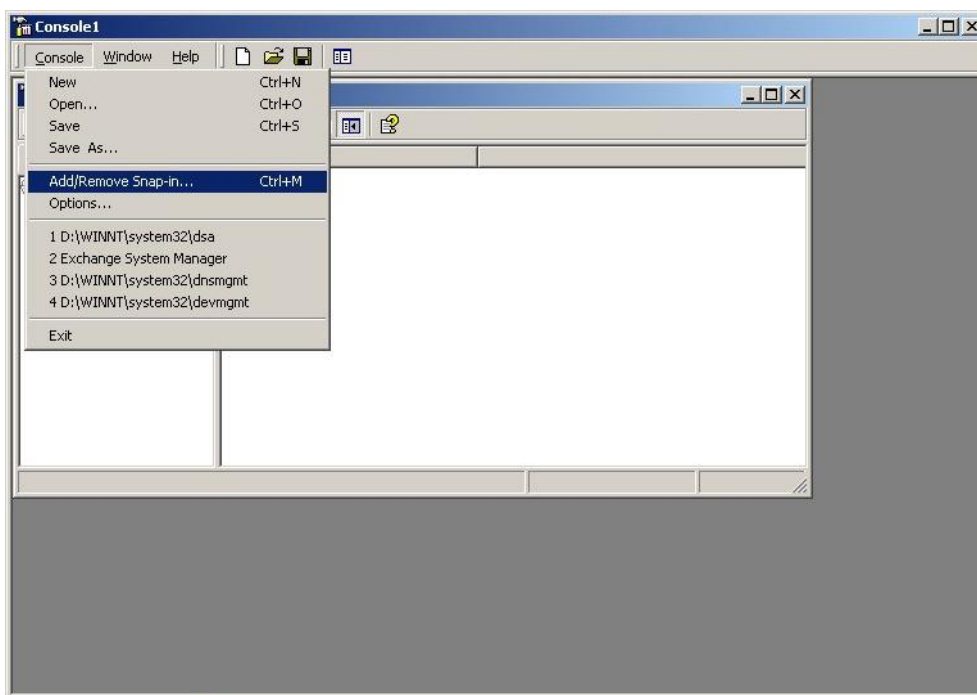 Console1
Console Window Help
New Ctrl+N
Open... Ctrl+O
Save Ctrl+S
Save As...
Add/Remove Snap-in... Ctrl+M
Options...
1 D:\WINNT\system32\dsa
2 Exchange System Manager
3 D:\WINNT\system32\dnsmgmt
4 D:\WINNT\system32\devmgmt
Exit